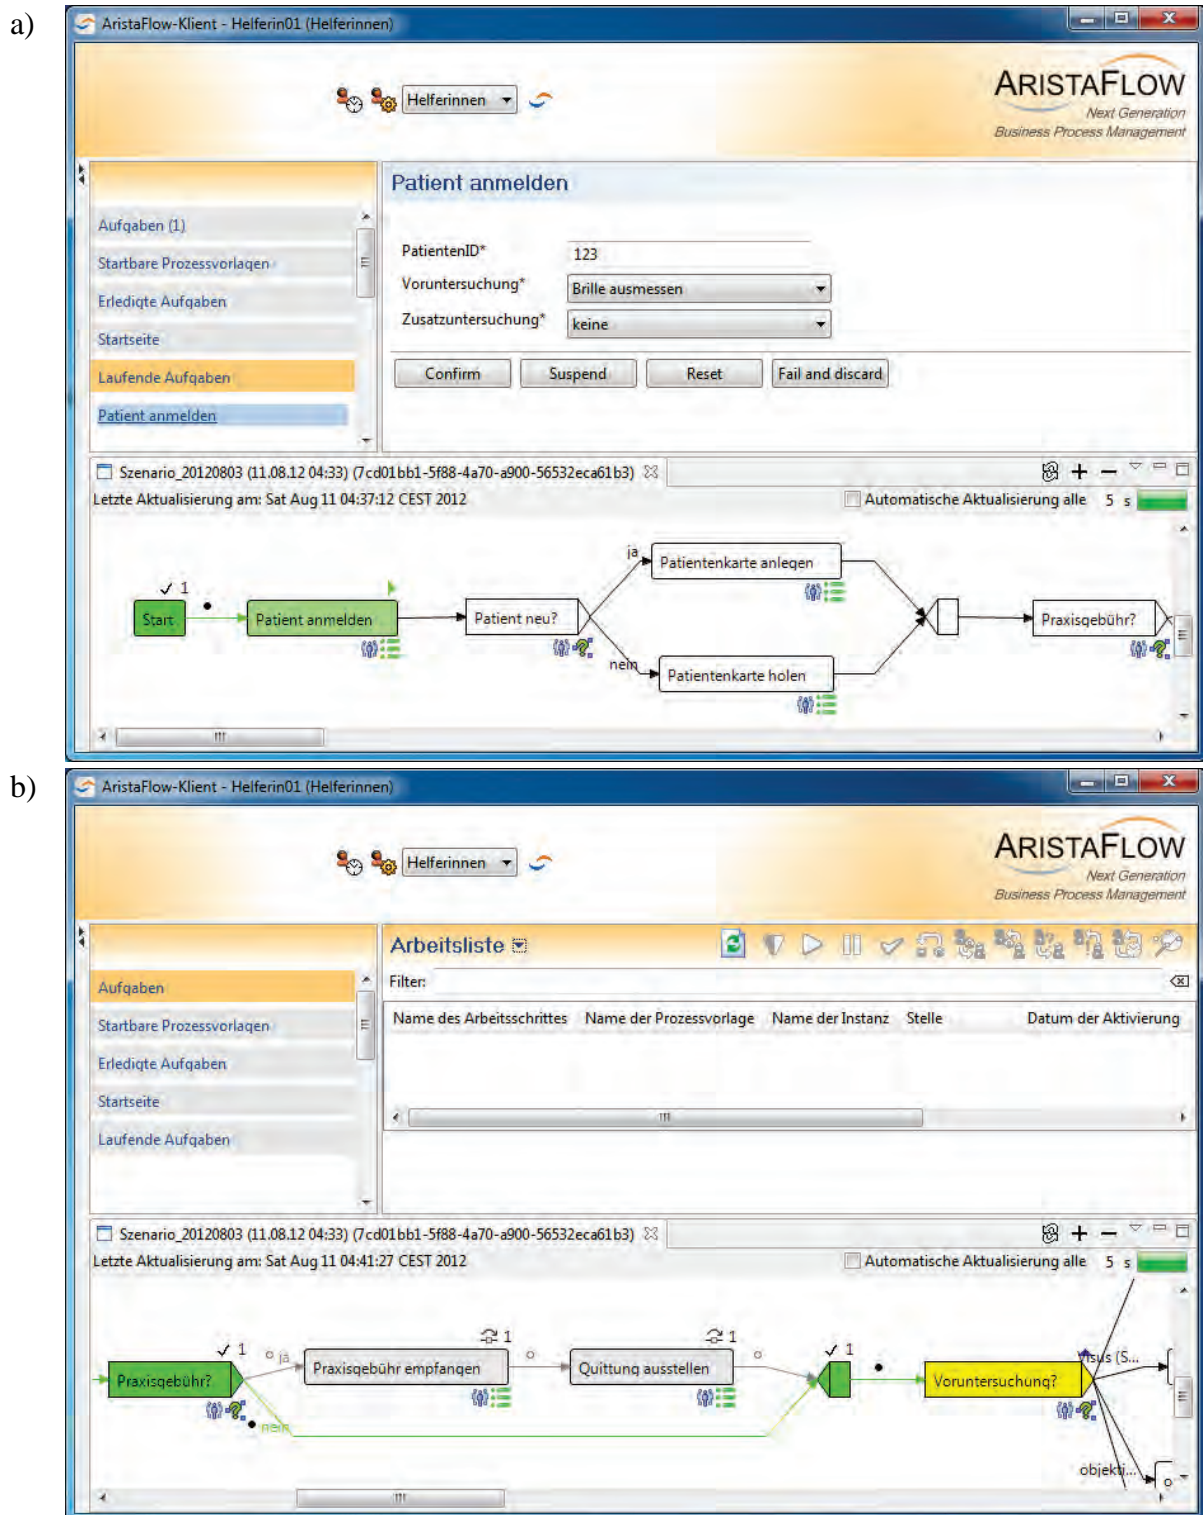 a)
AristaFlow-Klient - Helferin01 (Helferinnen)
Helferinnen
ARISTAFLOW
Next Generation
Business Process Management
Patient anmelden
Aufgaben (1)
Startbare Prozessvorlagen
Erledigte Aufgaben
Startseite
Laufende Aufgaben
Patient anmelden
PatientenID* 123
Voruntersuchung* Brille ausmessen
Zusatzuntersuchung* keine
Confirm Suspend Reset Fail and discard
Szenario_20120803 (11.08.12 04:33) (7cd01bb1-5f88-4a70-a900-56532eca61b3)
Letzte Aktualisierung am: Sat Aug 11 04:37:12 CEST 2012 Automatische Aktualisierung alle 5 s
ja Patientenkarte anlegen
1
Start Patient anmelden Patient neu? Praxisgebühr?
nein Patientenkarte holen
b)
AristaFlow-Klient - Helferin01 (Helferinnen)
Helferinnen
ARISTAFLOW
Next Generation
Business Process Management
Arbeitsliste
Aufgaben
Startbare Prozessvorlagen
Erledigte Aufgaben
Startseite
Laufende Aufgaben
Filter:
Name des Arbeitsschrittes Name der Prozessvorlage Name der Instanz Stelle Datum der Aktivierung
Szenario_20120803 (11.08.12 04:33) (7cd01bb1-5f88-4a70-a900-56532eca61b3)
Letzte Aktualisierung am: Sat Aug 11 04:41:27 CEST 2012 Automatische Aktualisierung alle 5 s
1 1 1 1
ja Visus (S...
Praxisgebühr? Praxisgebühr empfangen Quittung ausstellen Voruntersuchung?
nein
objekti...